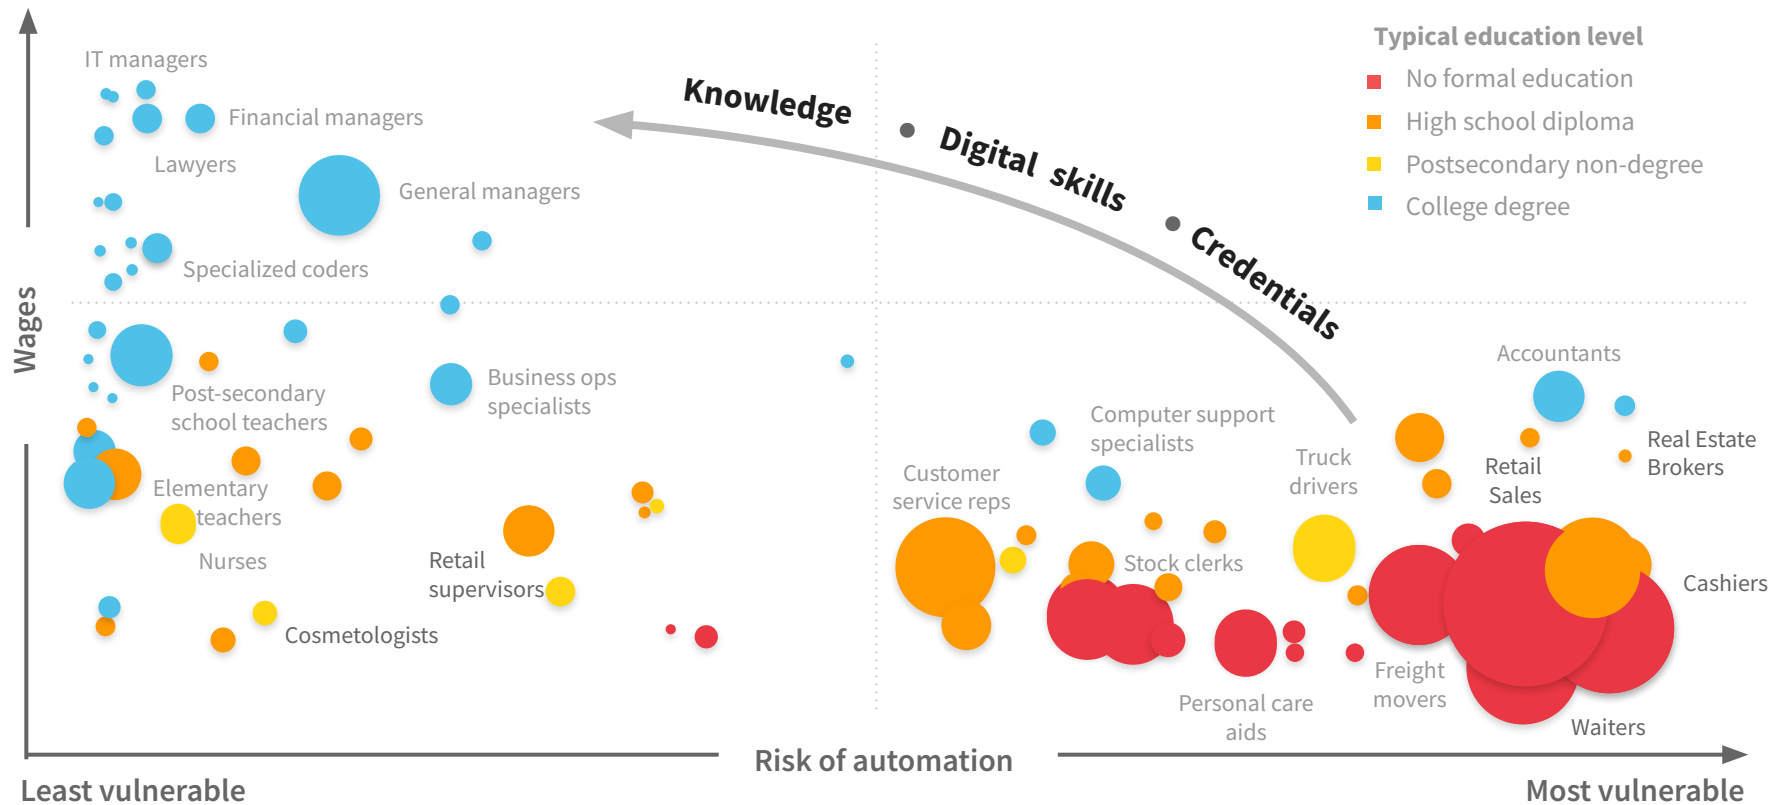 Typical education level
No formal education
High school diploma
Postsecondary non-degree
College degree
IT managers
Financial managers
Lawyers
General managers
Specialized coders
Knowledge • Digital skills • Credentials
Wages
Post-secondary
school teachers
Business ops
specialists
Elementary
teachers
Nurses
Retail
supervisors
Cosmetologists
Accountants
Computer support
specialists
Real Estate
Brokers
Truck
drivers
Retail
Sales
Customer
service reps
Stock clerks
Cashiers
Freight
movers
Personal care
aids
Waiters
Risk of automation
Least vulnerable
Most vulnerable